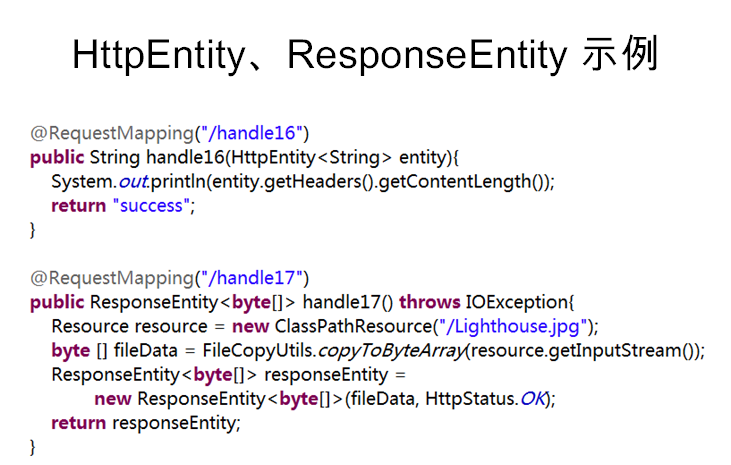 HttpEntity、ResponseEntity 示例
@RequestMapping("/handle16")
public String handle16(HttpEntity<String> entity){
System.out.println(entity.getHeaders().getContentLength());
return "success";
}
@RequestMapping("/handle17")
public ResponseEntity<byte[]> handle17() throws IOException{
Resource resource = new ClassPathResource("/Lighthouse.jpg");
byte [] fileData = FileCopyUtils.copyToByteArray(resource.getInputStream());
ResponseEntity<byte[]> responseEntity =
new ResponseEntity<byte[]>(fileData, HttpStatus.OK);
return responseEntity;
}